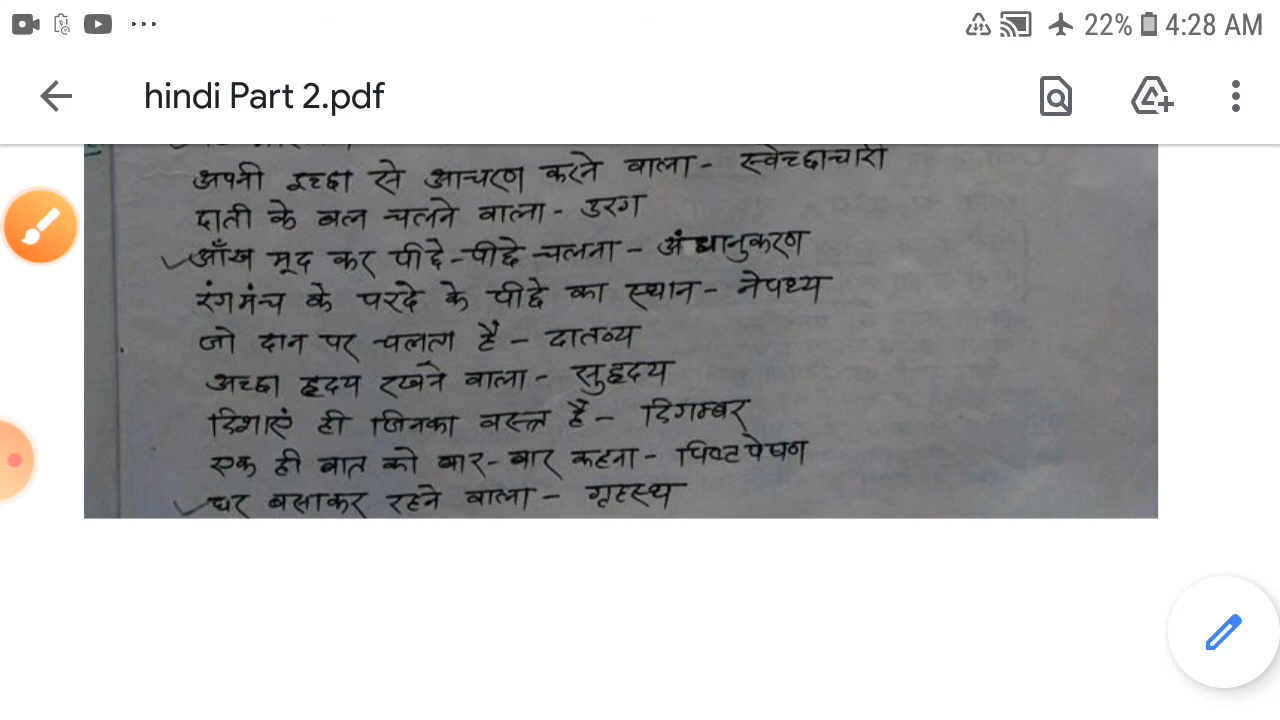 22% 4:28 AM
hindi Part 2.pdf
अपनी इच्छा से आचरण करने वाला - स्वेच्छाचारी
दाती के बल चलने वाला - उरग
आँख मूद कर पीछे-पीछे चलना - अंधानुकरण
रंगमंच के परदे के पीछे का स्थान - नेपथ्य
जो दान पर चलता है - दातव्य
अच्छा हृदय रखने वाला - सुहृदय
दिशाएं ही जिनका वस्त्र है - दिगम्बर
एक ही बात को बार-बार कहना - पिष्टपेषण
घर बसाकर रहने वाला - गृहस्थ